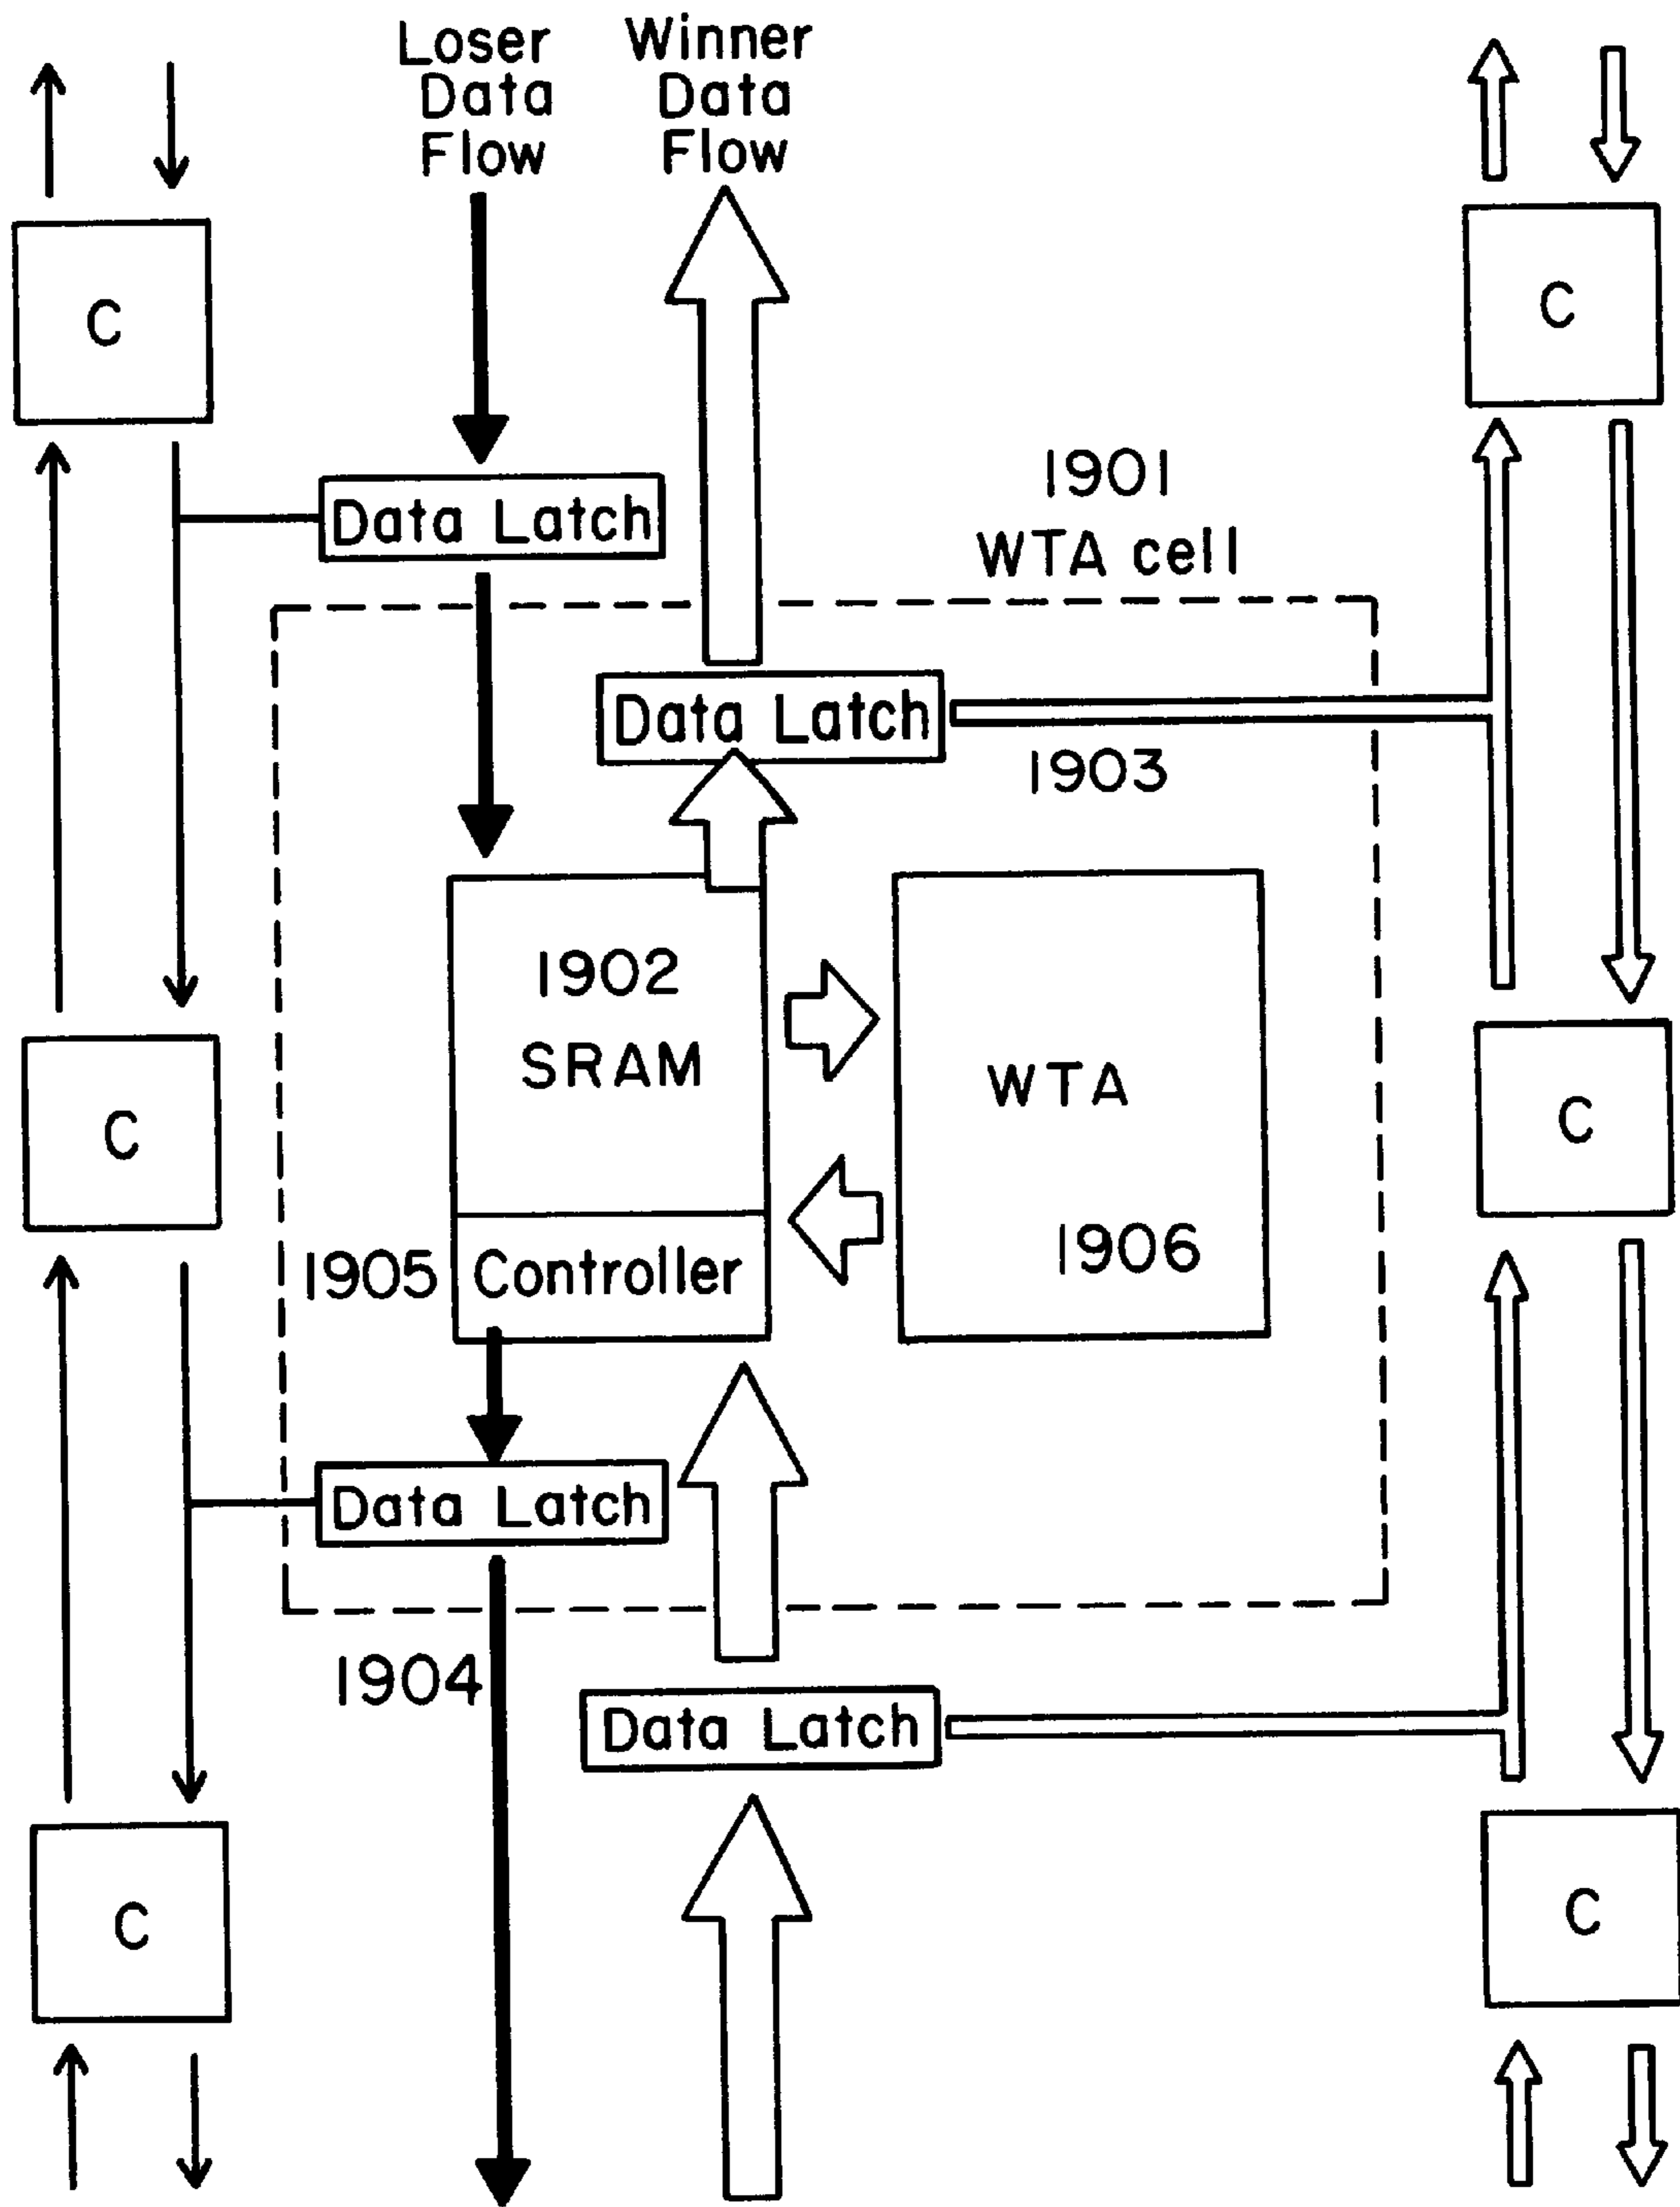 Loser
Data
Flow
Winner
Data
Flow
C
C
1901
WTA cell
Data Latch
Data Latch
1903
1902
SRAM
WTA
C
C
1905
Controller
1906
Data Latch
1904
Data Latch
C
C